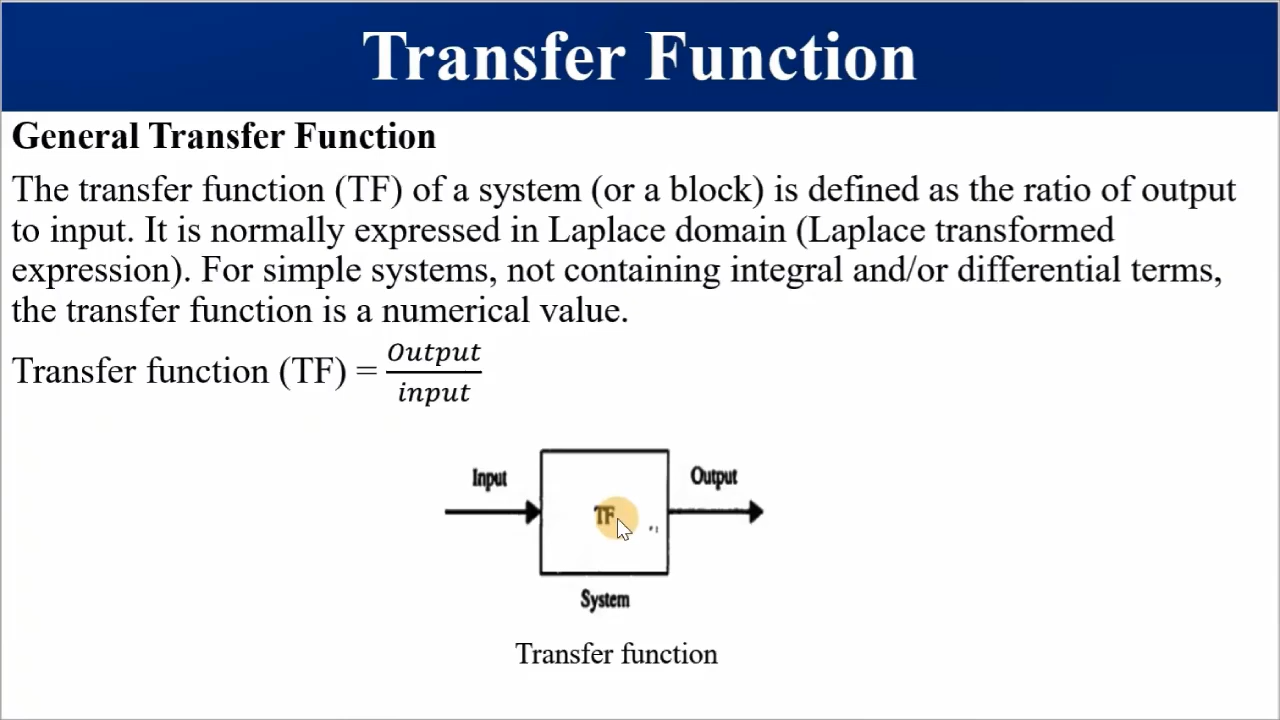 Transfer Function
General Transfer Function
The transfer function (TF) of a system (or a block) is defined as the ratio of output
to input. It is normally expressed in Laplace domain (Laplace transformed
expression). For simple systems, not containing integral and/or differential terms,
the transfer function is a numerical value.
Transfer function (TF) = Output / input
Input
Output
TF
System
Transfer function